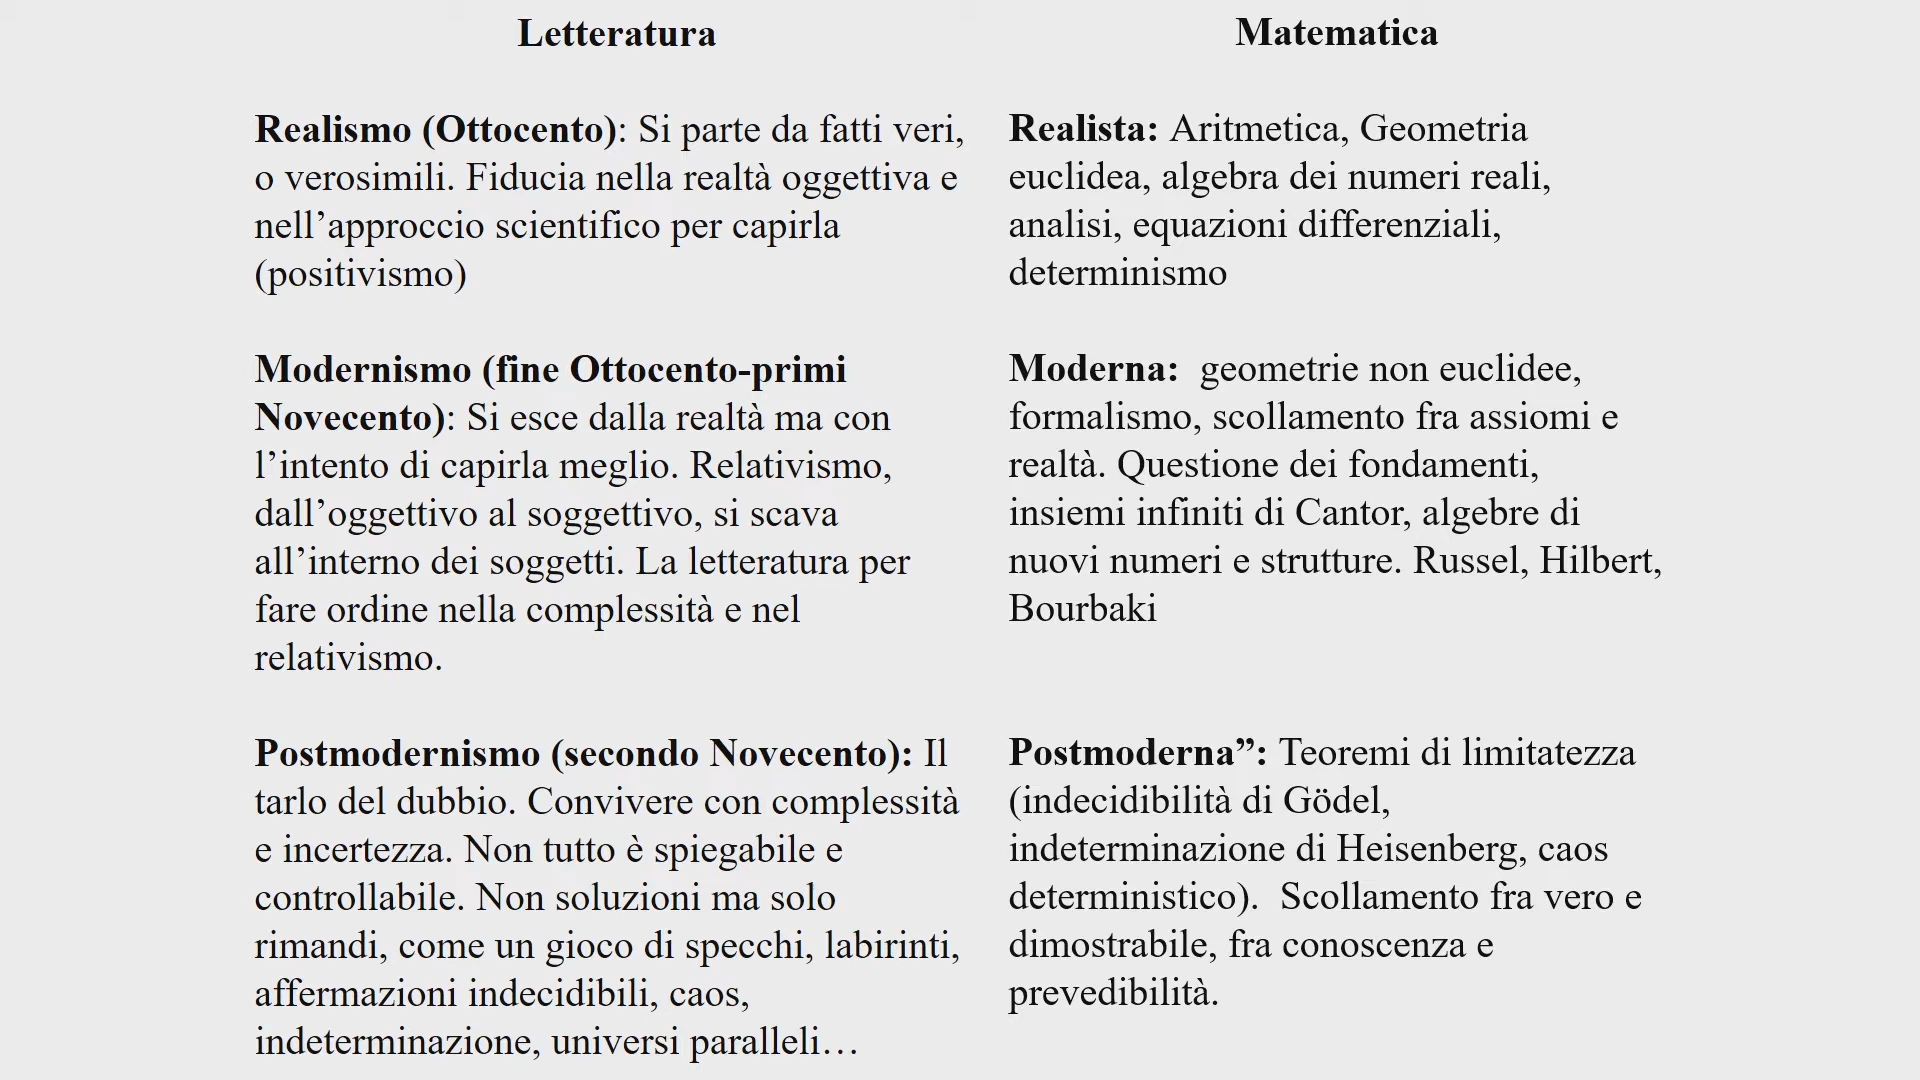 Letteratura
Realismo (Ottocento): Si parte da fatti veri,
o verosimili. Fiducia nella realtà oggettiva e
nell’approccio scientifico per capirla
(positivismo)
Modernismo (fine Ottocento-primi
Novecento): Si esce dalla realtà ma con
l’intento di capirla meglio. Relativismo,
dall’oggettivo al soggettivo, si scava
all’interno dei soggetti. La letteratura per
fare ordine nella complessità e nel
relativismo.
Postmodernismo (secondo Novecento): Il
tarlo del dubbio. Convivere con complessità
e incertezza. Non tutto è spiegabile e
controllabile. Non soluzioni ma solo
rimandi, come un gioco di specchi, labirinti,
affermazioni indecidibili, caos,
indeterminazione, universi paralleli…
Matematica
Realista: Aritmetica, Geometria
euclidea, algebra dei numeri reali,
analisi, equazioni differenziali,
determinismo
Moderna:  geometrie non euclidee,
formalismo, scollamento fra assiomi e
realtà. Questione dei fondamenti,
insiemi infiniti di Cantor, algebre di
nuovi numeri e strutture. Russel, Hilbert,
Bourbaki
Postmoderna”: Teoremi di limitatezza
(indecidibilità di Gödel,
indeterminazione di Heisenberg, caos
deterministico).  Scollamento fra vero e
dimostrabile, fra conoscenza e
prevedibilità.